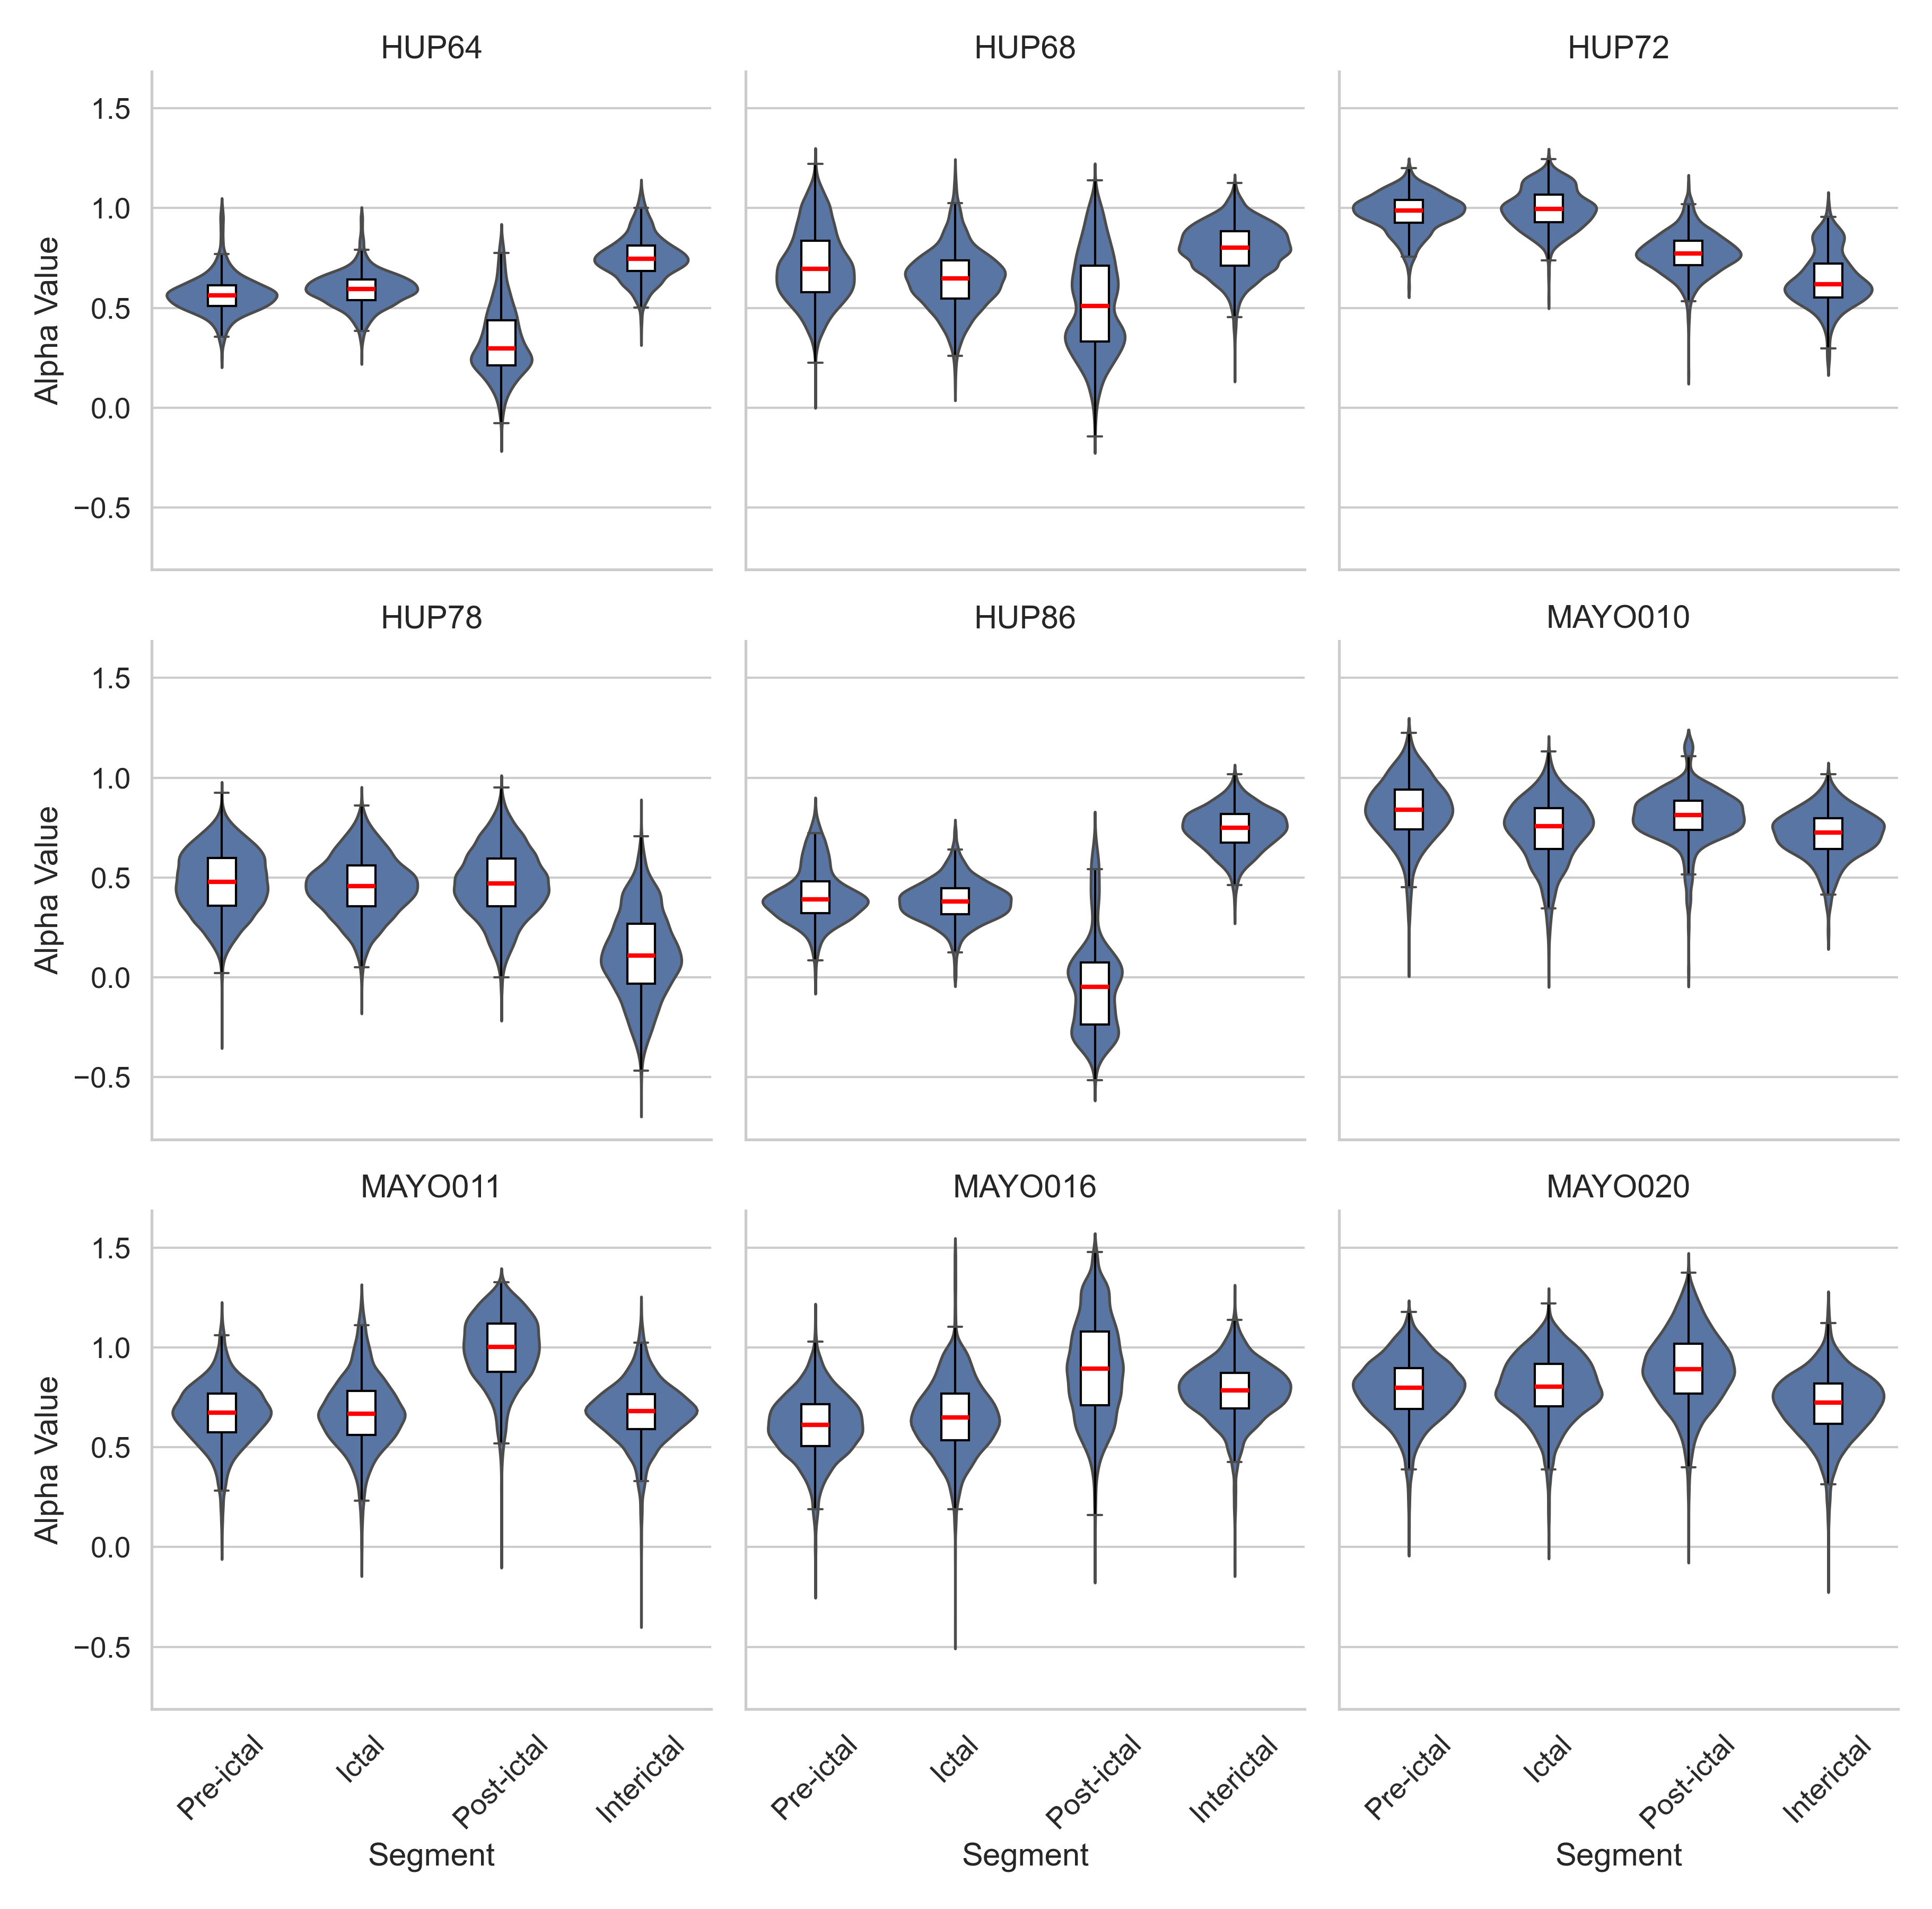 HUP64 HUP68 HUP72
1.5
1.0
0.5
0.0
−0.5
Alpha Value
HUP78 HUP86 MAYO010
1.5
1.0
0.5
0.0
−0.5
Alpha Value
MAYO011 MAYO016 MAYO020
1.5
1.0
0.5
0.0
−0.5
Alpha Value
Pre-ictal Ictal Post-ictal Interictal Pre-ictal Ictal Post-ictal Interictal Pre-ictal Ictal Post-ictal Interictal
Segment Segment Segment